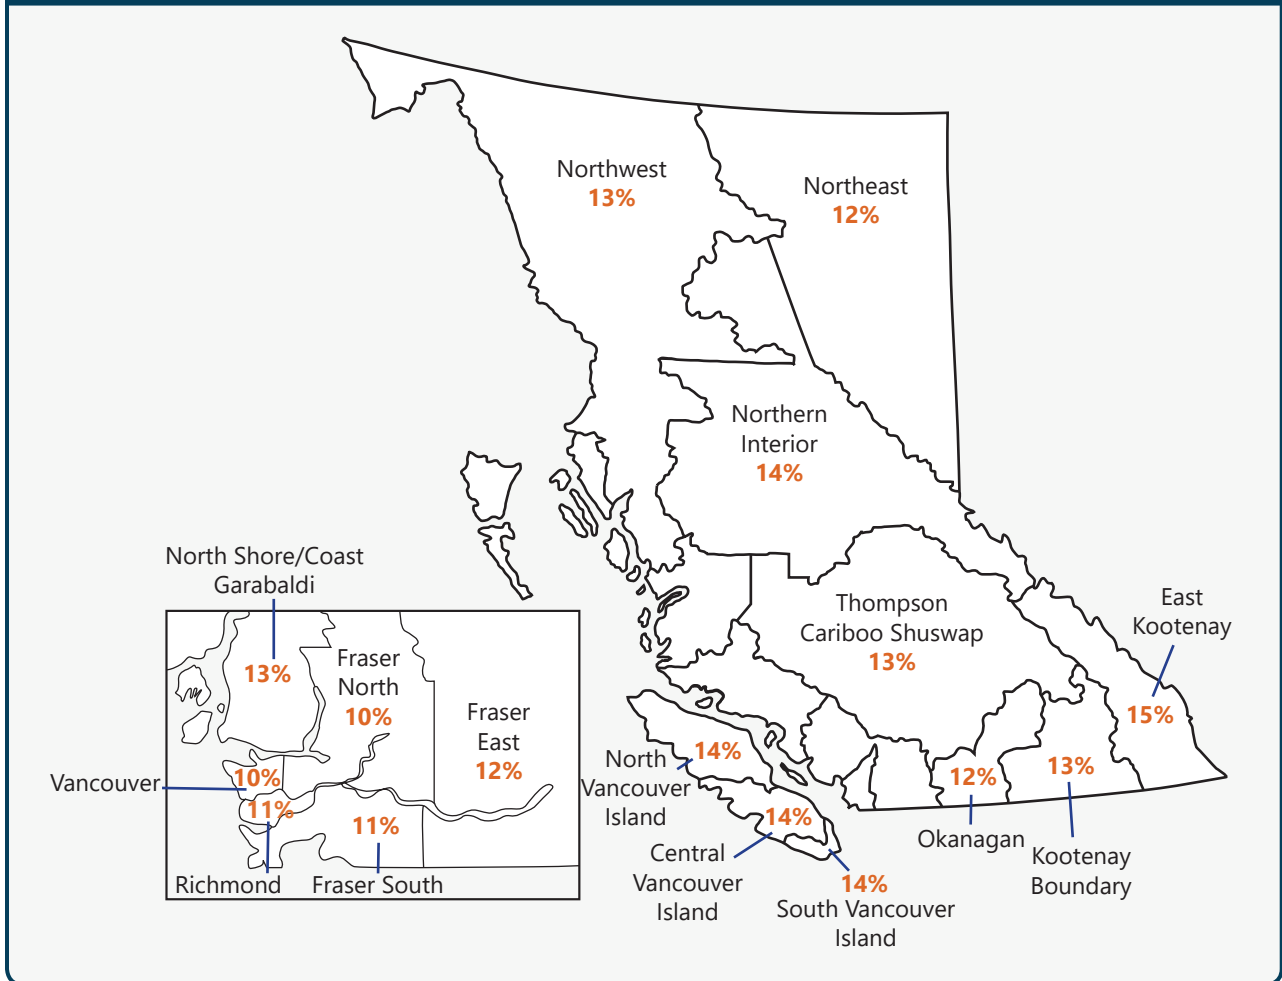 Northwest
13%
Northeast
12%
Northern
Interior
14%
North Shore/Coast
Garabaldi
13%
Fraser
North
10%
Fraser
East
12%
Vancouver
10%
11%
Richmond
11%
Fraser South
Thompson
Cariboo Shuswap
13%
East
Kootenay
15%
North
Vancouver
Island
14%
14%
Central
Vancouver
Island
14%
South Vancouver
Island
12%
Okanagan
13%
Kootenay
Boundary